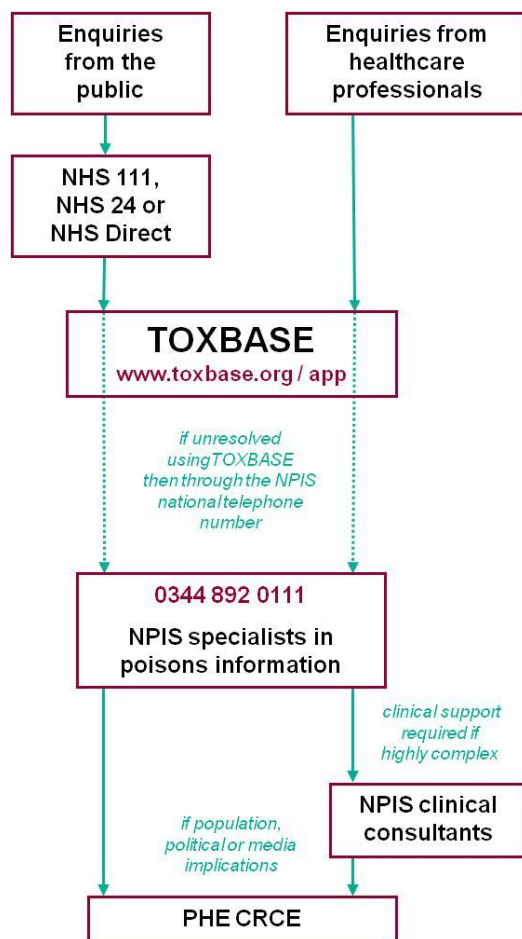 Enquiries
from the
public
Enquiries from
healthcare
professionals
NHS 111,
NHS 24 or
NHS Direct
TOXBASE
www.toxbase.org / app
if unresolved
using TOXBASE
then through the NPIS
national telephone
number
0344 892 0111
NPIS specialists in
poisons information
clinical support
required if
highly complex
NPIS clinical
consultants
if population,
political or media
implications
PHE CRCE